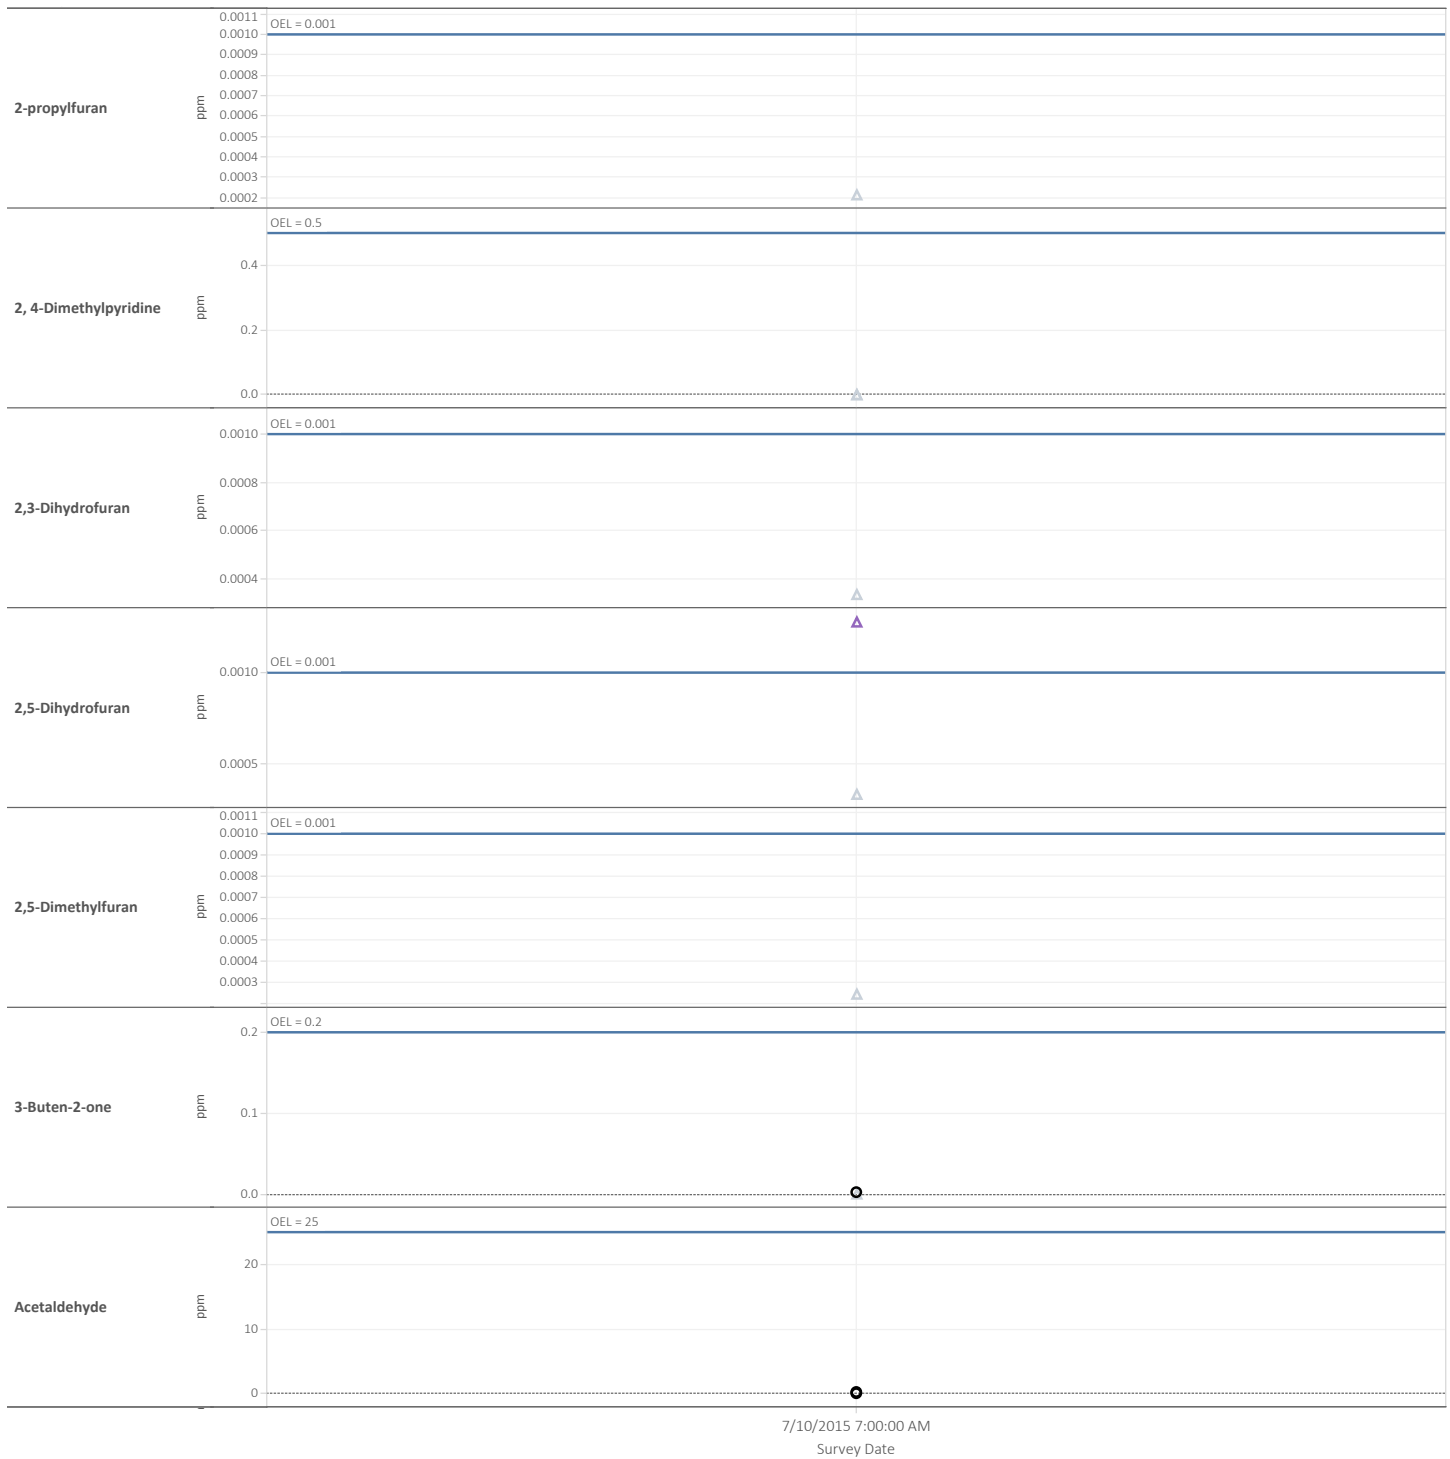 2-propylfuran
ppm
0.0011
0.0010
0.0009
0.0008
0.0007
0.0006
0.0005
0.0004
0.0003
0.0002
OEL = 0.001
2, 4-Dimethylpyridine
ppm
0.4
0.2
0.0
OEL = 0.5
2,3-Dihydrofuran
ppm
0.0010
0.0008
0.0006
0.0004
OEL = 0.001
2,5-Dihydrofuran
ppm
0.0010
0.0005
OEL = 0.001
2,5-Dimethylfuran
ppm
0.0011
0.0010
0.0009
0.0008
0.0007
0.0006
0.0005
0.0004
0.0003
OEL = 0.001
3-Buten-2-one
ppm
0.2
0.1
0.0
OEL = 0.2
Acetaldehyde
ppm
20
10
0
OEL = 25
7/10/2015 7:00:00 AM
Survey Date